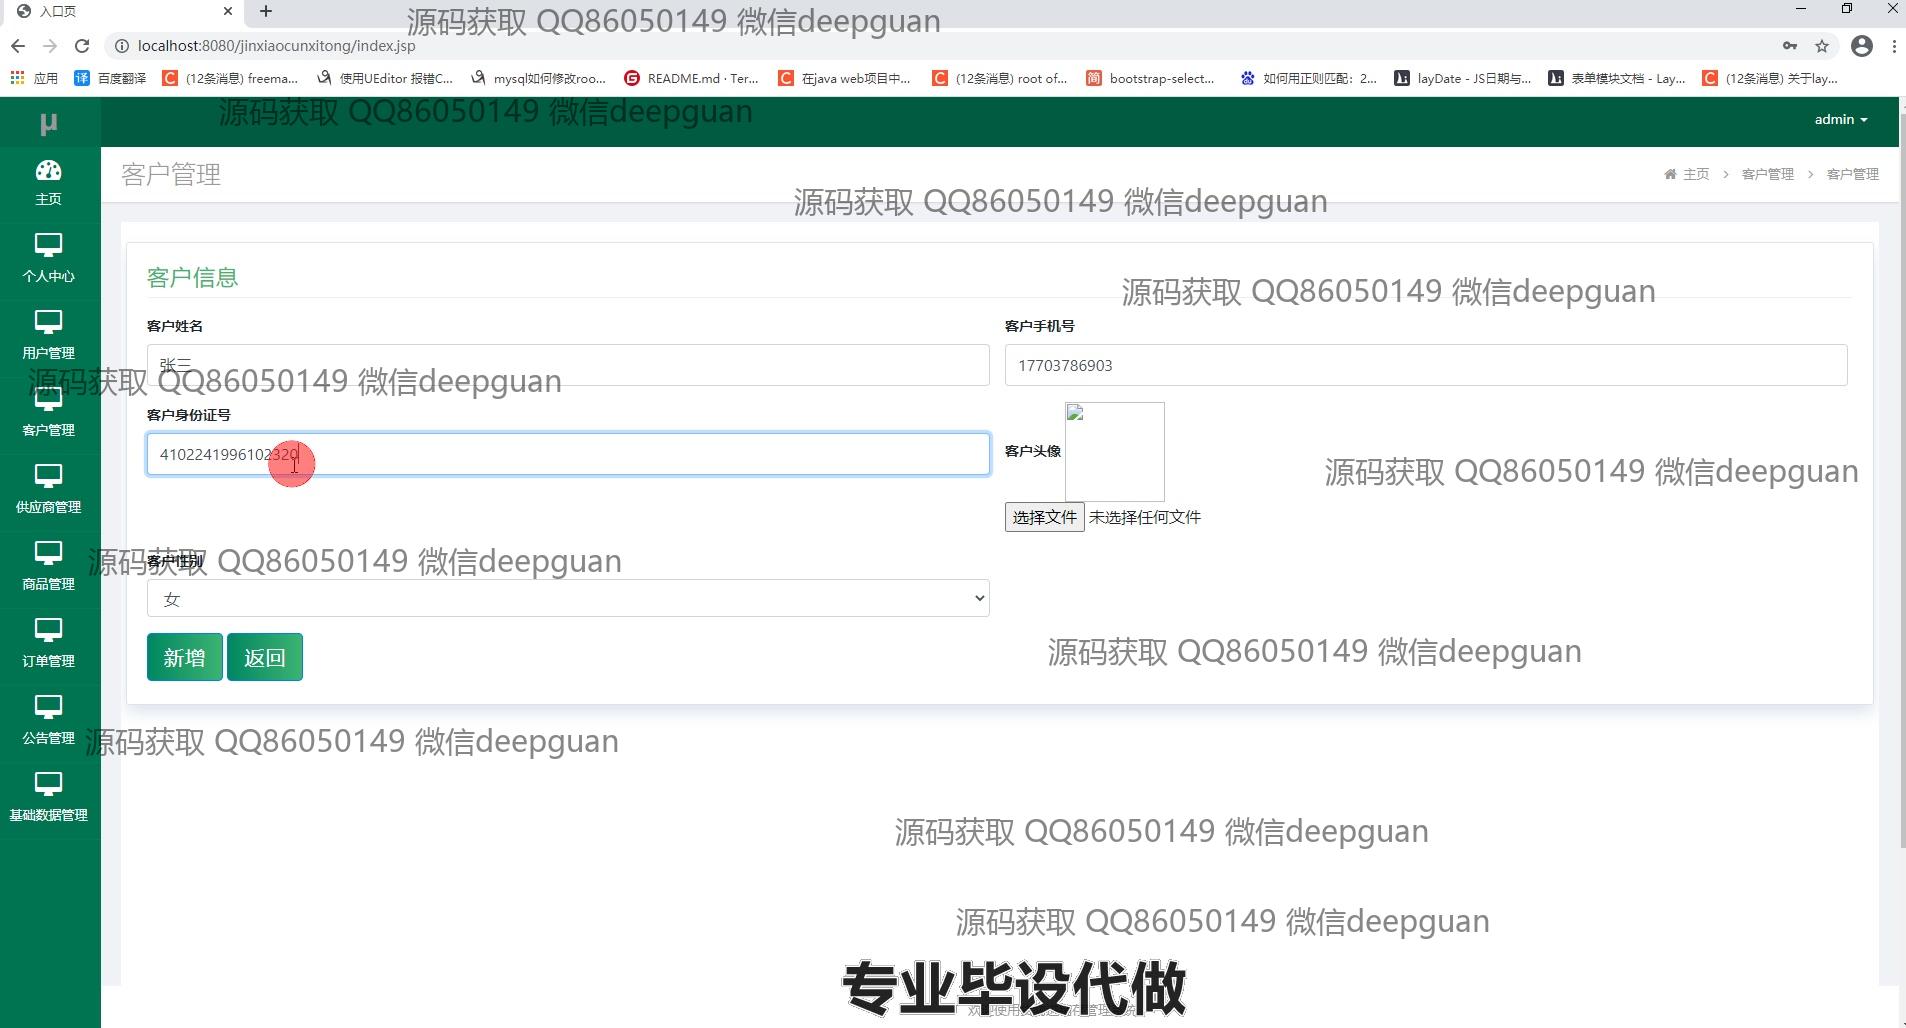 入口页
源码获取 QQ86050149 微信deepguan
localhost:8080/jinxiaocunxitong/index.jsp
应用 百度翻译 (12条消息) freema... 使用UEditor 报错C... mysql如何修改roo... README.md · Ter... 在java web项目中... (12条消息) root of... bootstrap-select... 如何用正则匹配：2... layDate - JS日期与... 表单模块文档 - Lay... (12条消息) 关于lay...
源码获取 QQ86050149 微信deepguan
μ
admin
主页
客户管理
主页 > 客户管理 > 客户管理
源码获取 QQ86050149 微信deepguan
个人中心
客户信息
源码获取 QQ86050149 微信deepguan
客户姓名
客户手机号
用户管理
张三
17703786903
源码获取 QQ86050149 微信deepguan
客户管理
客户身份证号
4102241996102320
客户头像
源码获取 QQ86050149 微信deepguan
供应商管理
选择文件 未选择任何文件
源码获取 QQ86050149 微信deepguan
客户性别
商品管理
女
新增 返回
源码获取 QQ86050149 微信deepguan
订单管理
公告管理
源码获取 QQ86050149 微信deepguan
基础数据管理
源码获取 QQ86050149 微信deepguan
源码获取 QQ86050149 微信deepguan
专业毕设代做